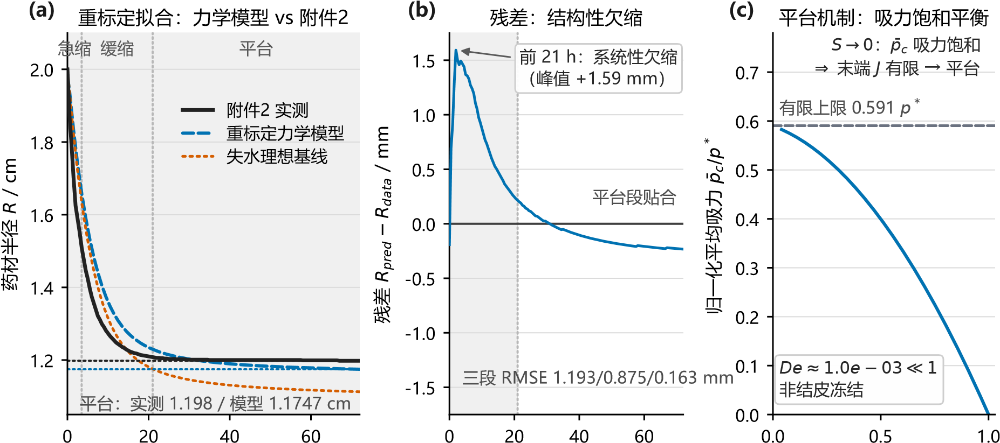 (a)
重标定拟合：力学模型 vs 附件2
急缩 缓缩 平台
附件2 实测
重标定力学模型
失水理想基线
平台：实测 1.198 / 模型 1.1747 cm
药材半径 R / cm
2.0
1.8
1.6
1.4
1.2
0 20 40 60
(b)
残差：结构性欠缩
前 21 h：系统性欠缩
（峰值 +1.59 mm）
平台段贴合
三段 RMSE 1.193/0.875/0.163 mm
残差 R_pred − R_data / mm
1.5
1.0
0.5
0.0
-0.5
-1.0
-1.5
0 20 40 60
(c)
平台机制：吸力饱和平衡
S → 0：p̄_c 吸力饱和
⇒ 末端 J 有限 → 平台
有限上限 0.591 p*
De ≈ 1.0e − 03 ≪ 1
非结皮冻结
归一化平均吸力 p̄_c/p*
0.7
0.6
0.5
0.4
0.3
0.2
0.1
0.0
0.0 0.5 1.0